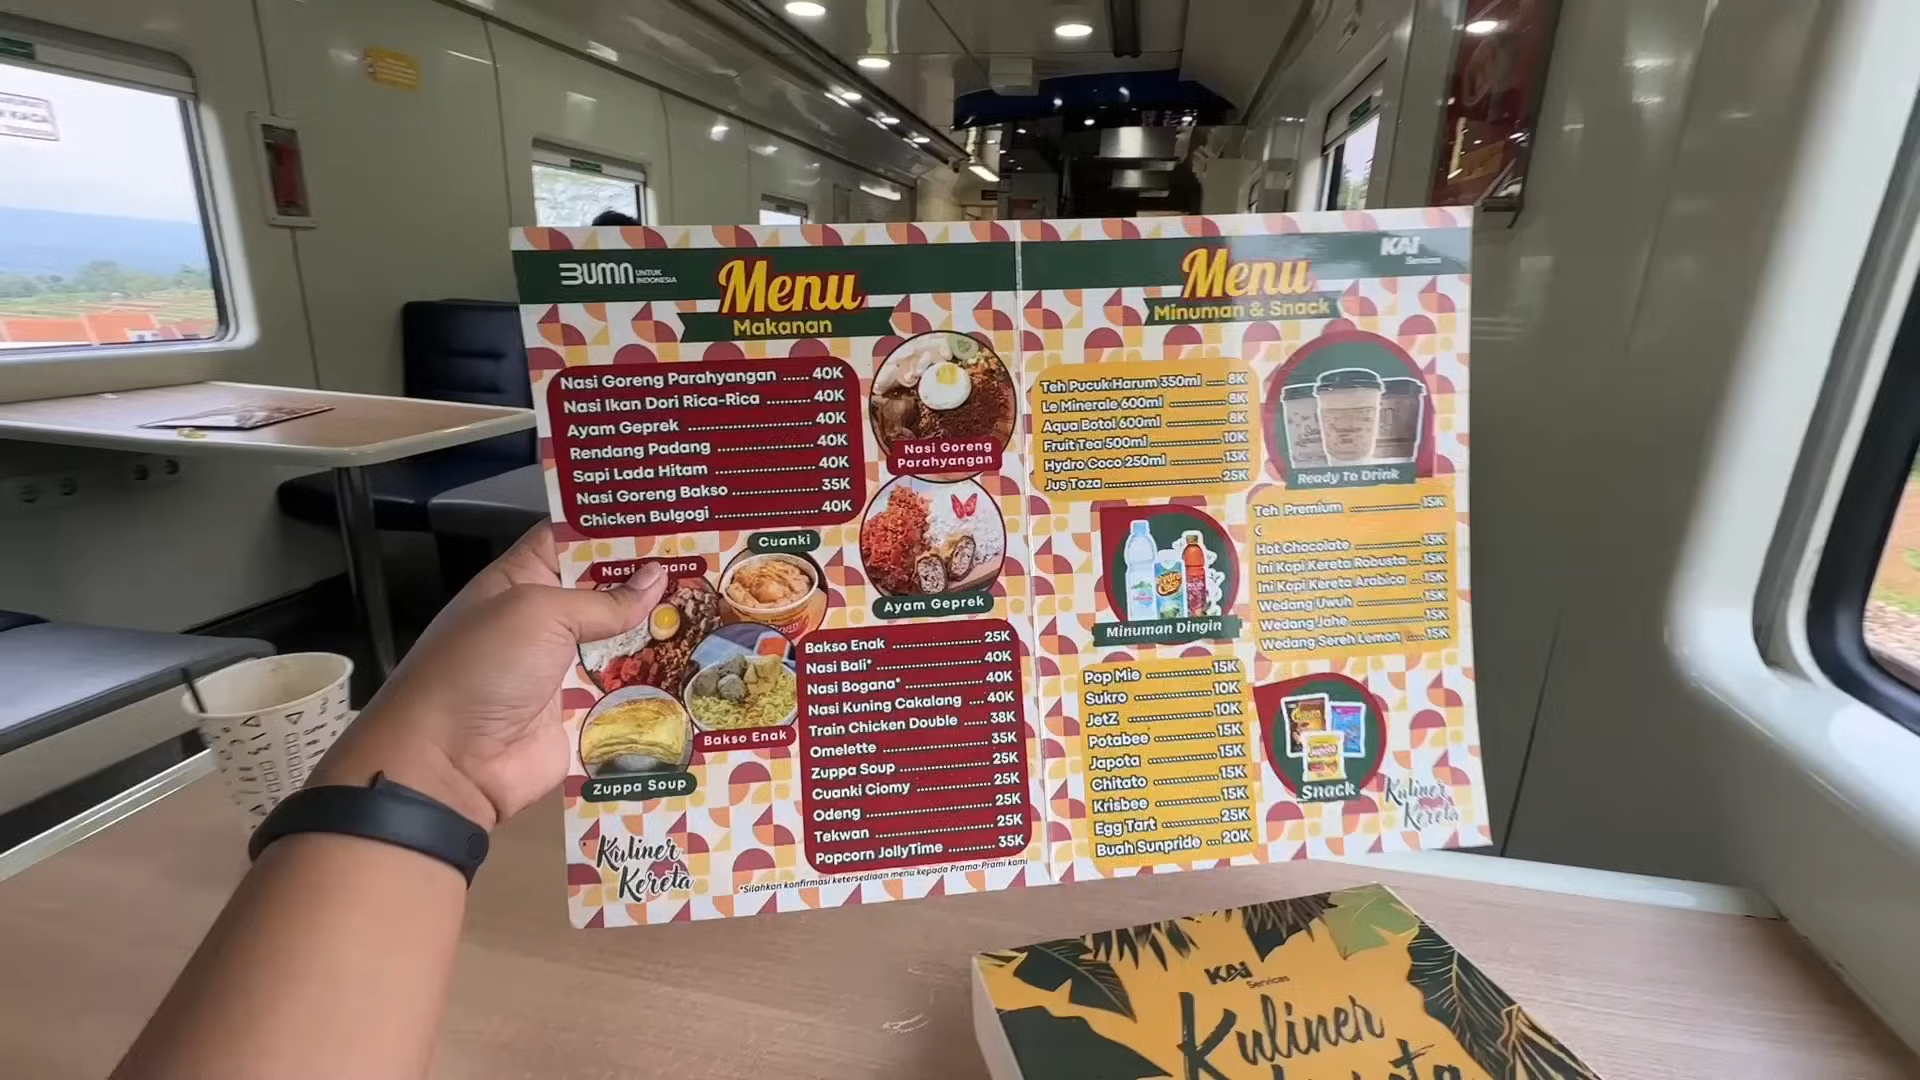 BUMN UNTUK INDONESIA
Menu
Makanan
Nasi Goreng Parahyangan ...... 40K
Nasi Ikan Dori Rica-Rica .......... 40K
Ayam Geprek ............................. 40K
Rendang Padang ....................... 40K
Sapi Lada Hitam ....................... 40K
Nasi Goreng Bakso .................... 35K
Chicken Bulgogi ........................ 40K
Nasi Goreng
Parahyangan
Cuanki
Ayam Geprek
Bakso Enak
Zuppa Soup
Bakso Enak ........................ 25K
Nasi Bali* ............................ 40K
Nasi Bogana* ...................... 40K
Nasi Kuning Cakalang .... 40K
Train Chicken Double ...... 38K
Omelette ............................. 35K
Zuppa Soup ......................... 25K
Cuanki Ciomy ...................... 25K
Odeng .................................. 25K
Tekwan ................................ 25K
Popcorn JollyTime ............ 35K
*Silahkan konfirmasi ketersediaan menu kepada Prama-Prami kami
Kuliner
Kereta
KAI
Services
Menu
Minuman & Snack
Teh Pucuk Harum 350ml ..... 8K
Le Minerale 600ml ................. 8K
Aqua Botol 600ml .................. 8K
Fruit Tea 500ml ..................... 10K
Hydro Coco 250ml ................ 13K
Jus Toza ................................ 25K
Ready To Drink
Teh Premium ................ 15K
Hot Chocolate ................ 13K
Ini Kopi Kereta Robusta ... 15K
Ini Kopi Kereta Arabica ... 15K
Wedang Uwuh ................ 15K
Wedang Jahe .................. 15K
Wedang Sereh Lemon ..... 15K
Minuman Dingin
Pop Mie ................ 15K
Sukro .................... 10K
JetZ ....................... 10K
Potabee ................ 15K
Japota .................. 15K
Chitato .................. 15K
Krisbee .................. 15K
Egg Tart ................ 25K
Buah Sunpride ... 20K
Snack
Kuliner
Kereta
KAI
Services
Kuliner